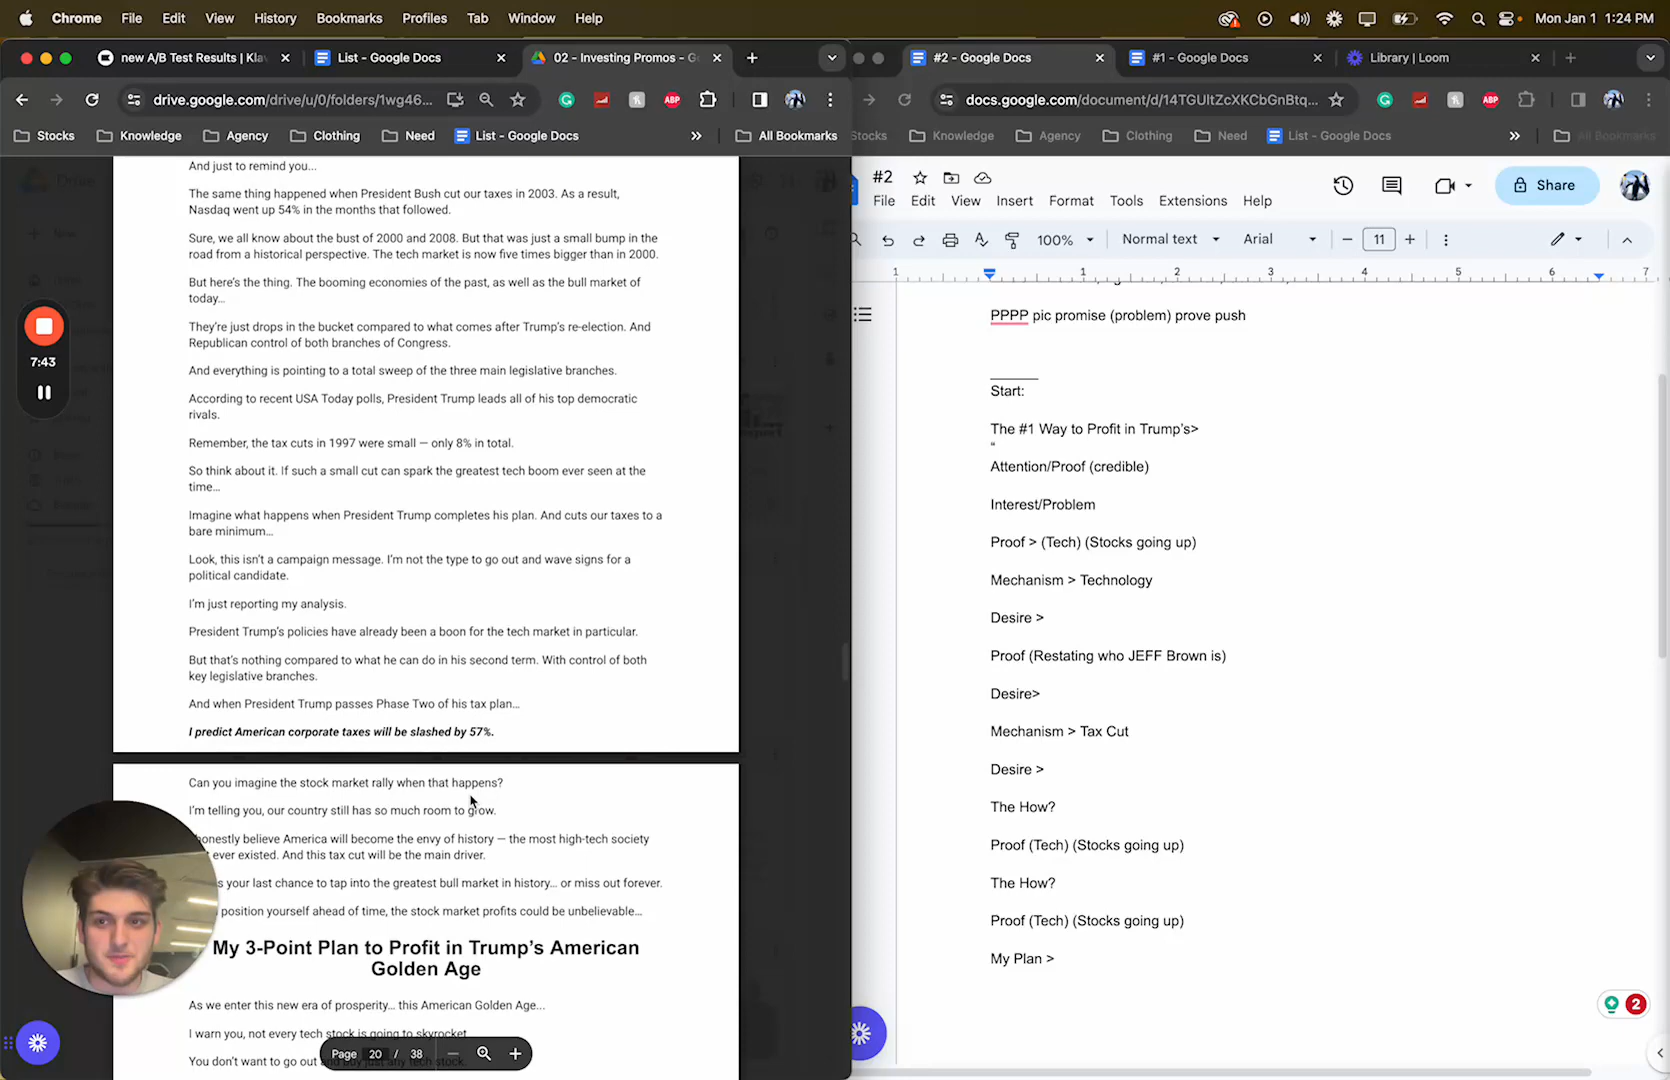 Chrome File Edit View History Bookmarks Profiles Tab Window Help Mon Jan 1 1:24 PM
new A/B Test Results | Kla List - Google Docs 02 - Investing Promos - G
#2 - Google Docs #1 - Google Docs Library | Loom
drive.google.com/drive/u/0/folders/1wg46... ABP
docs.google.com/document/d/14TGUltZcXKCbGnBtq... ABP
Stocks Knowledge Agency Clothing Need List - Google Docs » All Bookmarks
Stocks Knowledge Agency Clothing Need List - Google Docs » All Bookmarks
And just to remind you...
The same thing happened when President Bush cut our taxes in 2003. As a result,
Nasdaq went up 54% in the months that followed.
Sure, we all know about the bust of 2000 and 2008. But that was just a small bump in the
road from a historical perspective. The tech market is now five times bigger than in 2000.
But here's the thing. The booming economies of the past, as well as the bull market of
today...
They're just drops in the bucket compared to what comes after Trump's re-election. And
Republican control of both branches of Congress.
And everything is pointing to a total sweep of the three main legislative branches.
According to recent USA Today polls, President Trump leads all of his top democratic
rivals.
Remember, the tax cuts in 1997 were small — only 8% in total.
So think about it. If such a small cut can spark the greatest tech boom ever seen at the
time...
Imagine what happens when President Trump completes his plan. And cuts our taxes to a
bare minimum...
Look, this isn't a campaign message. I'm not the type to go out and wave signs for a
political candidate.
I'm just reporting my analysis.
President Trump's policies have already been a boon for the tech market in particular.
But that's nothing compared to what he can do in his second term. With control of both
key legislative branches.
And when President Trump passes Phase Two of his tax plan...
I predict American corporate taxes will be slashed by 57%.
Can you imagine the stock market rally when that happens?
I'm telling you, our country still has so much room to grow.
honestly believe America will become the envy of history — the most high-tech society
ever existed. And this tax cut will be the main driver.
your last chance to tap into the greatest bull market in history... or miss out forever.
position yourself ahead of time, the stock market profits could be unbelievable...
My 3-Point Plan to Profit in Trump's American
Golden Age
As we enter this new era of prosperity... this American Golden Age...
I warn you, not every tech stock is going to skyrocket
You don't want to go out
Page 20 / 38
7:43
#2
File Edit View Insert Format Tools Extensions Help
Share
100% Normal text Arial 11
1 1 2 3 4 5 6 7
PPPP pic promise (problem) prove push
Start:
The #1 Way to Profit in Trump's>
"
Attention/Proof (credible)
Interest/Problem
Proof > (Tech) (Stocks going up)
Mechanism > Technology
Desire >
Proof (Restating who JEFF Brown is)
Desire>
Mechanism > Tax Cut
Desire >
The How?
Proof (Tech) (Stocks going up)
The How?
Proof (Tech) (Stocks going up)
My Plan >
2